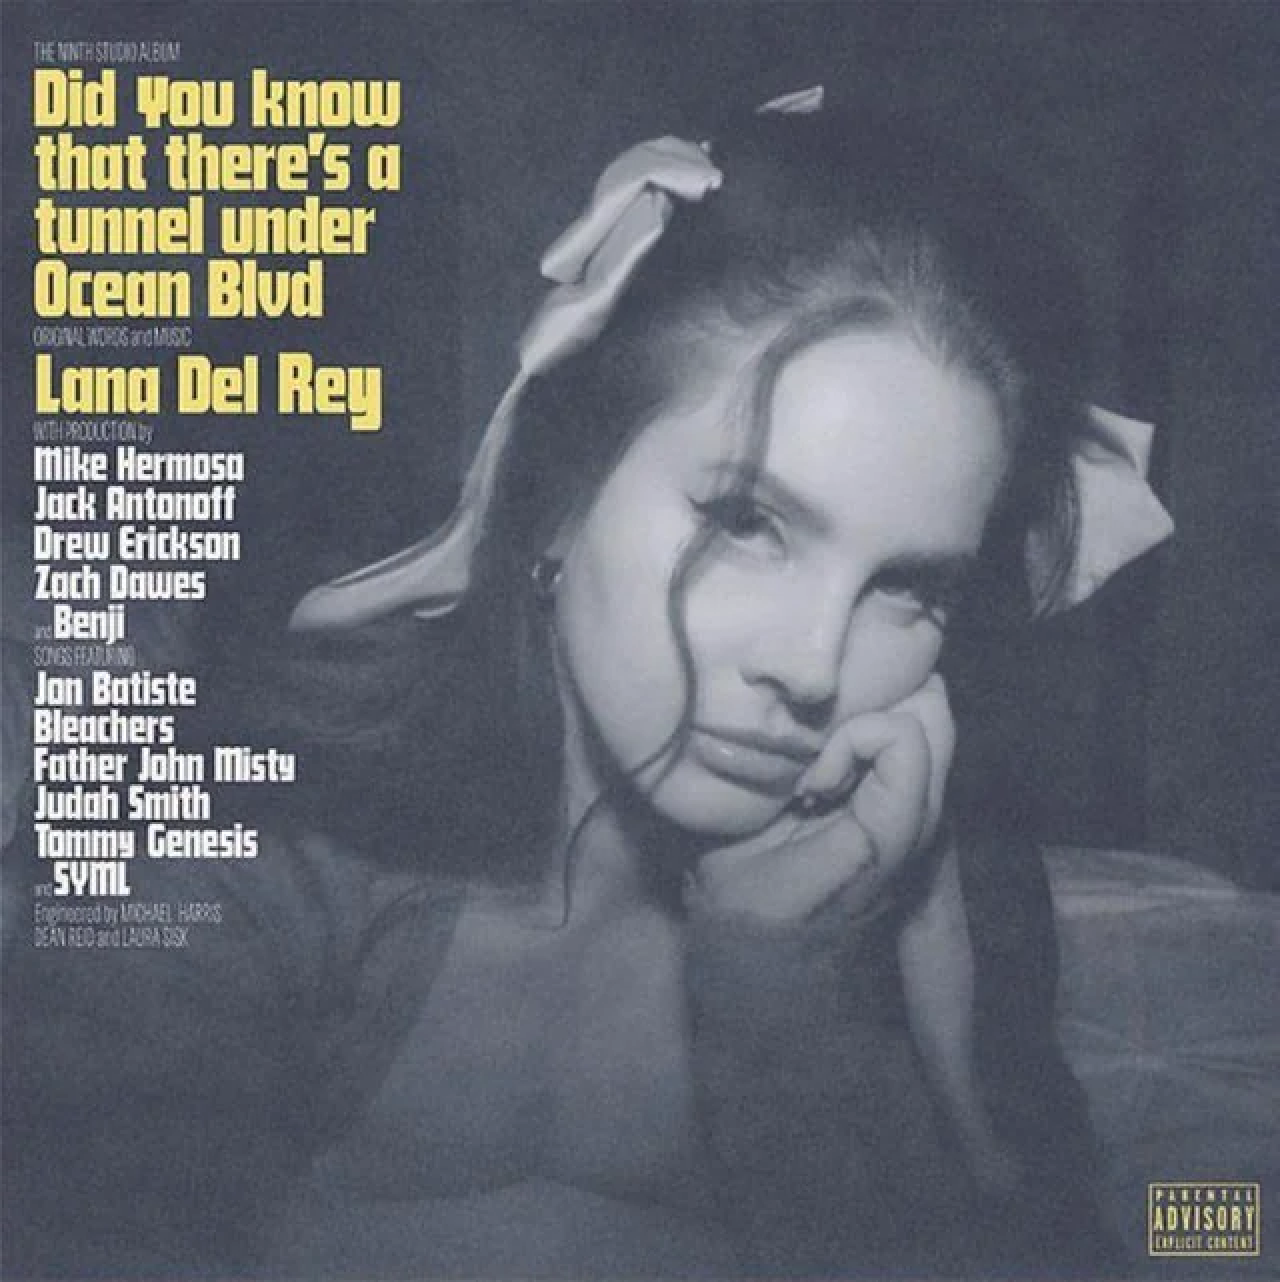 THE NINTH STUDIO ALBUM
Did you know
that there's a
tunnel under
Ocean Blvd
ORIGINAL WORDS and MUSIC
Lana Del Rey
WITH PRODUCTION by
Mike Hermosa
Jack Antonoff
Drew Erickson
Zach Dawes
and Benji
SONGS FEATURING
Jon Batiste
Bleachers
Father John Misty
Judah Smith
Tommy Genesis
and SYML
Engineered by MICHAEL HARRIS
DEAN REID and LAURA SISK
PARENTAL
ADVISORY
EXPLICIT CONTENT